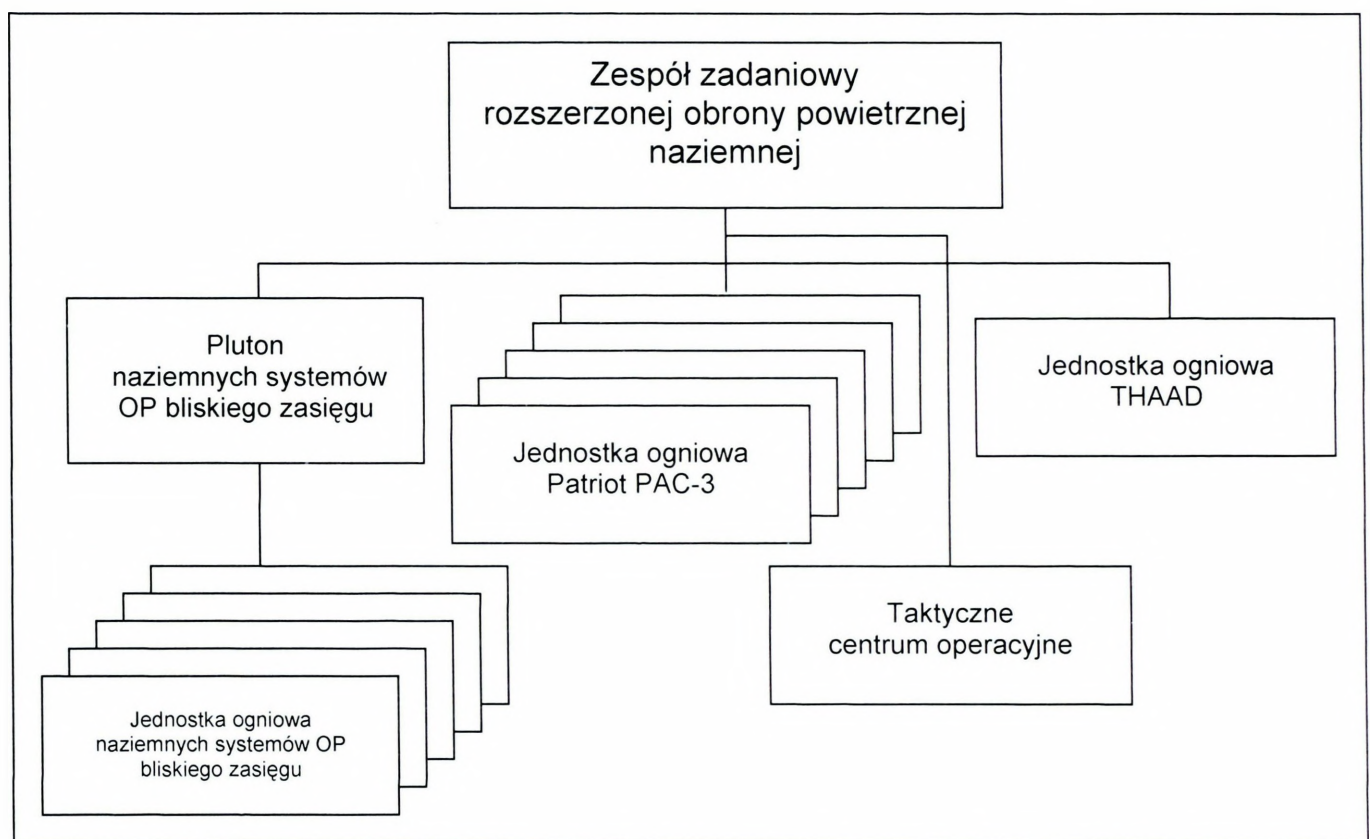 Zespół zadaniowy
rozszerzonej obrony powietrznej
naziemnej
Pluton
naziemnych systemów
OP bliskiego zasięgu
Jednostka ogniowa
Patriot PAC-3
Jednostka ogniowa
THAAD
Taktyczne
centrum operacyjne
Jednostka ogniowa
naziemnych systemów OP
bliskiego zasięgu